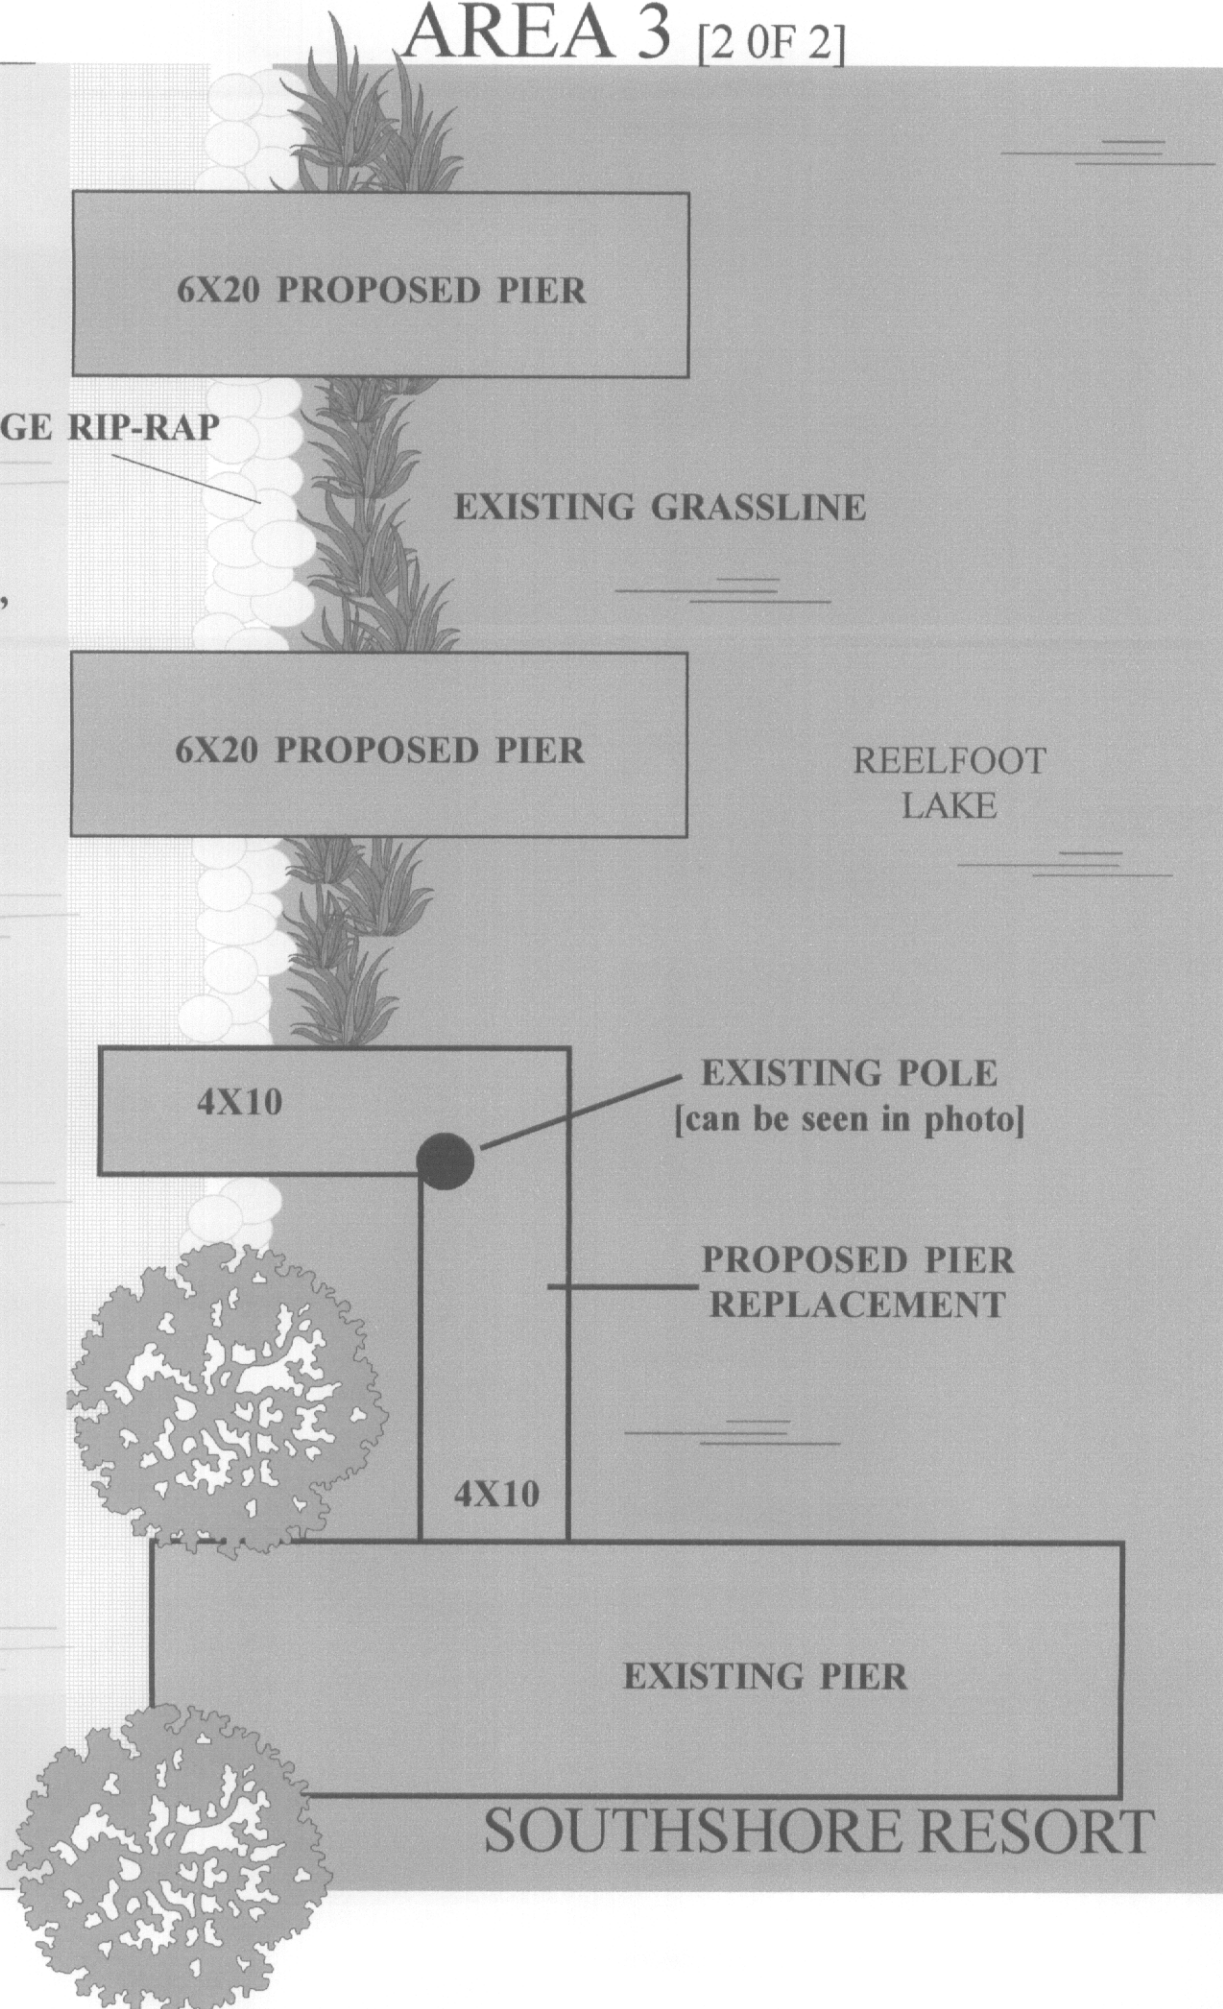 AREA 3 [2 0F 2]
6X20 PROPOSED PIER
GE RIP-RAP
EXISTING GRASSLINE
,
6X20 PROPOSED PIER
REELFOOT
LAKE
4X10
EXISTING POLE
[can be seen in photo]
PROPOSED PIER
REPLACEMENT
4X10
EXISTING PIER
SOUTHSHORE RESORT